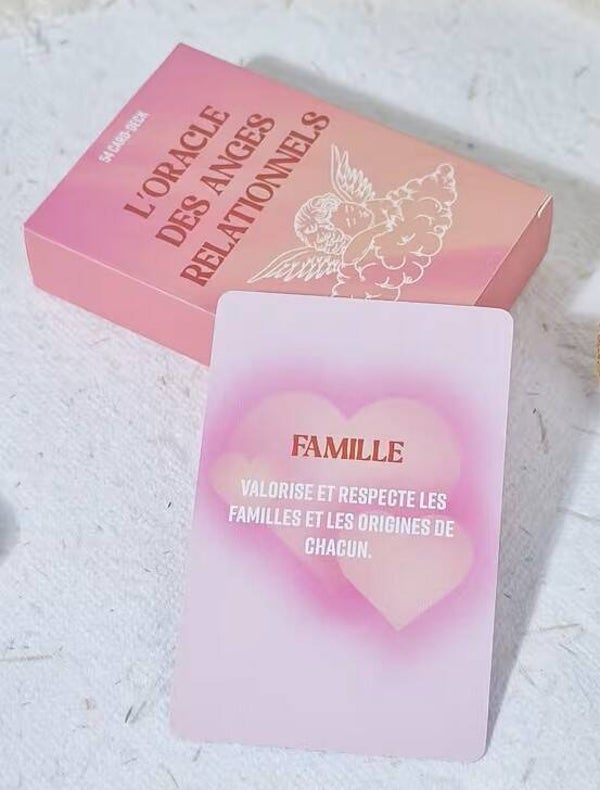 54 CARD-DECK
L'ORACLE
DES ANGES
RELATIONNELS
FAMILLE
VALORISE ET RESPECTE LES
FAMILLES ET LES ORIGINES DE
CHACUN.